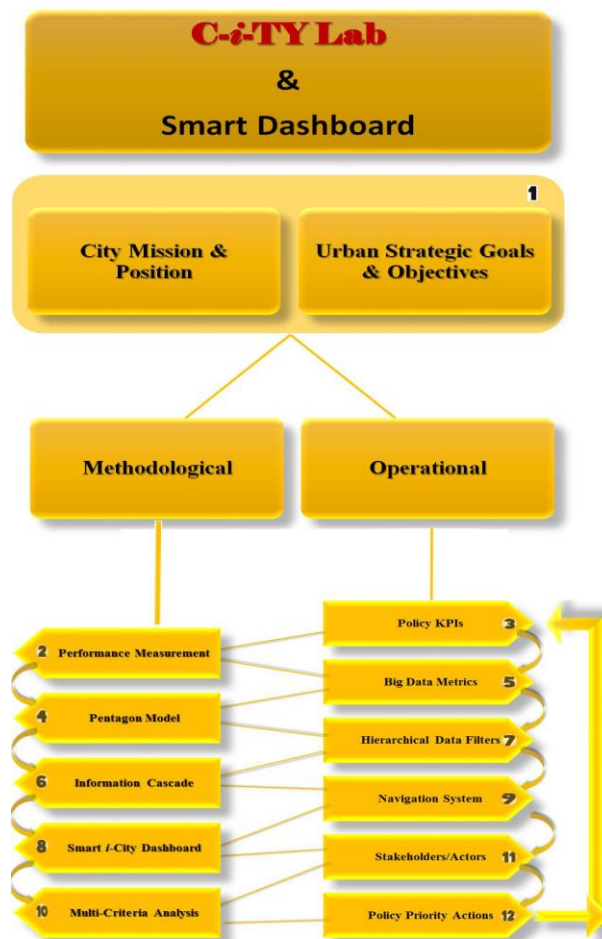 C-i-TY Lab
&
Smart Dashboard
1
City Mission &
Position
Urban Strategic Goals
& Objectives
Methodological
Operational
2 Performance Measurement
Policy KPIs 3
4 Pentagon Model
Big Data Metrics 5
6 Information Cascade
Hierarchical Data Filters 7
8 Smart i-City Dashboard
Navigation System 9
10 Multi-Criteria Analysis
Stakeholders/Actors 11
Policy Priority Actions 12